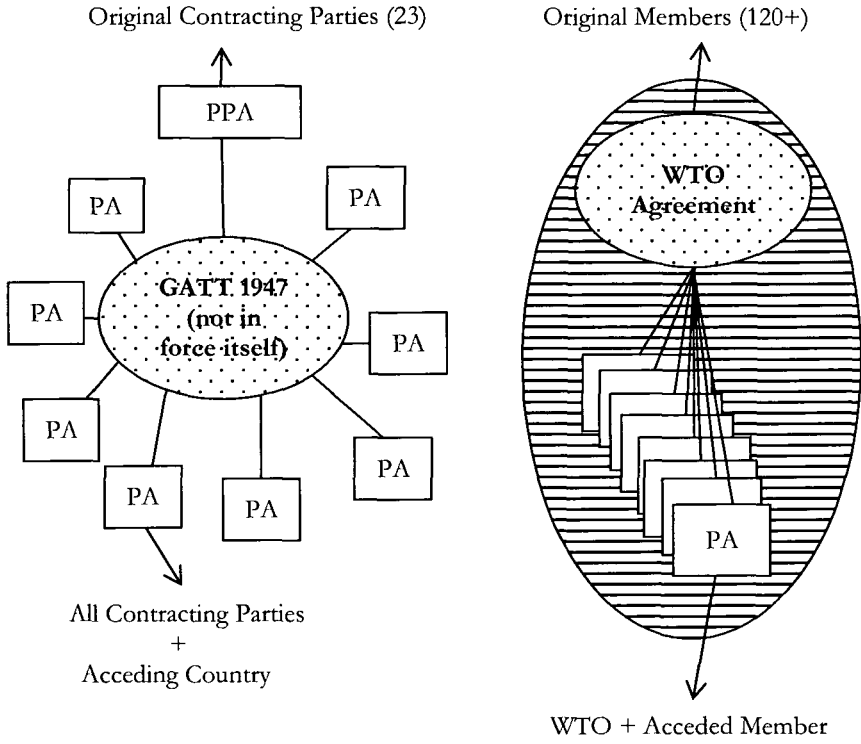 Original Contracting Parties (23)
PPA
PA
PA
GATT 1947
(not in
force itself)
PA
PA
PA
PA
PA
PA
All Contracting Parties
+
Acceding Country
Original Members (120+)
WTO
Agreement
PA
WTO + Acceded Member